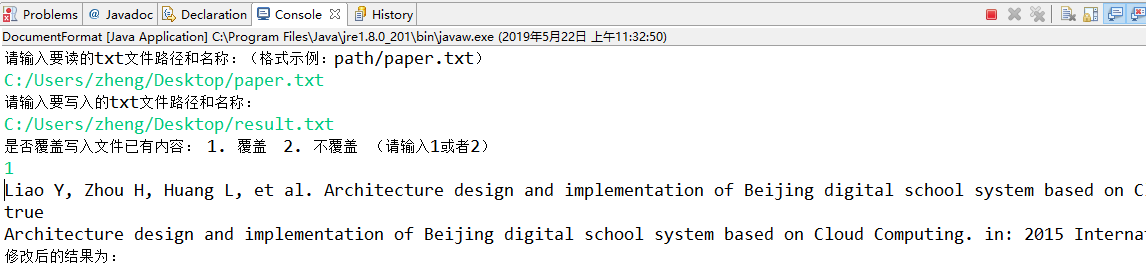 Problems @ Javadoc Declaration Console History
DocumentFormat [Java Application] C:\Program Files\Java\jre1.8.0_201\bin\javaw.exe (2019年5月22日 上午11:32:50)
请输入要读的txt文件路径和名称：（格式示例：path/paper.txt）
C:/Users/zheng/Desktop/paper.txt
请输入要写入的txt文件路径和名称：
C:/Users/zheng/Desktop/result.txt
是否覆盖写入文件已有内容： 1. 覆盖 2. 不覆盖 （请输入1或者2）
1
Liao Y, Zhou H, Huang L, et al. Architecture design and implementation of Beijing digital school system based on C
true
Architecture design and implementation of Beijing digital school system based on Cloud Computing. in: 2015 Interna
修改后的结果为：